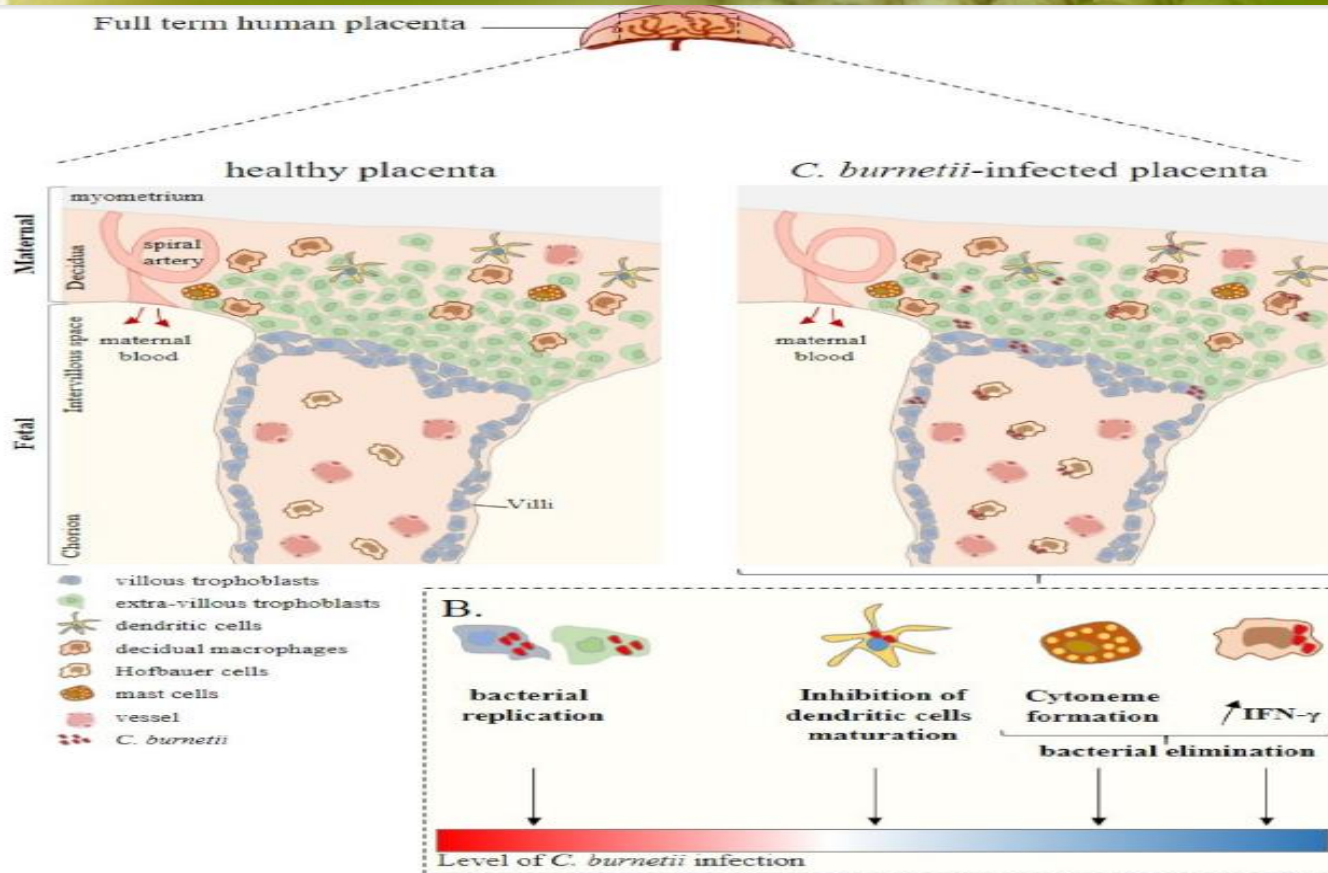 Full term human placenta
healthy placenta
C. burnetii-infected placenta
Maternal
Fetal
Decidua
Intervillous space
Chorion
myometrium
spiral
artery
maternal
blood
Villi
maternal
blood
villous trophoblasts
extra-villous trophoblasts
dendritic cells
decidual macrophages
Hofbauer cells
mast cells
vessel
C. burnetii
B.
bacterial
replication
Inhibition of
dendritic cells
maturation
Cytoneme
formation
IFN-γ
bacterial elimination
Level of C. burnetii infection